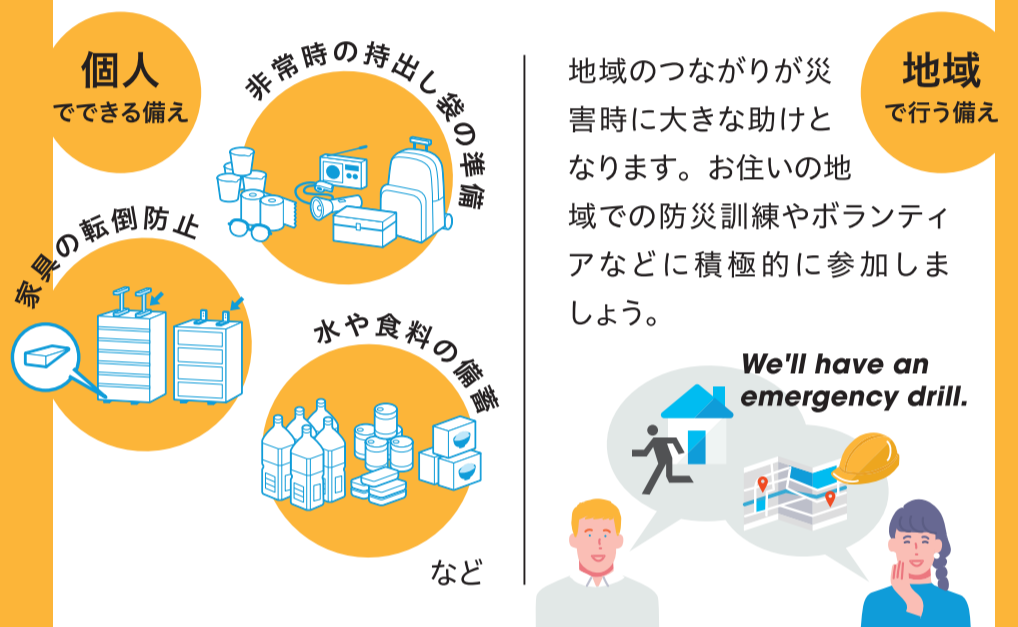 個人
でできる備え
非常時の持出し袋の準備
家具の転倒防止
水や食料の備蓄
など
地域
で行う備え
地域のつながりが災
害時に大きな助けと
なります。お住いの地
域での防災訓練やボランティ
アなどに積極的に参加しま
しょう。
We'll have an
emergency drill.